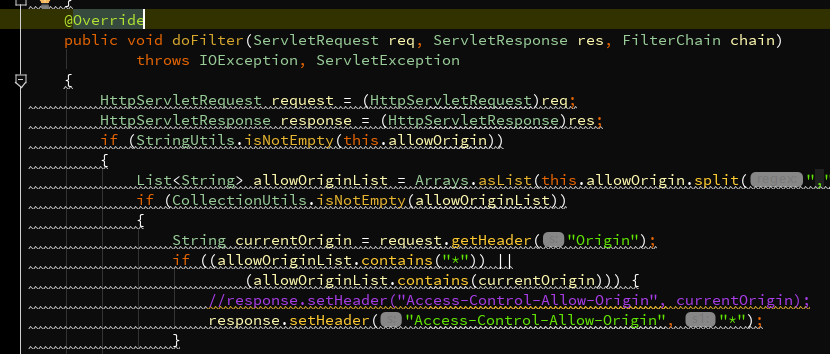 {
@Override
public void doFilter(ServletRequest req, ServletResponse res, FilterChain chain)
throws IOException, ServletException
{
HttpServletRequest request = (HttpServletRequest)req;
HttpServletResponse response = (HttpServletResponse)res;
if (StringUtils.isNotEmpty(this.allowOrigin))
{
List<String> allowOriginList = Arrays.asList(this.allowOrigin.split( regex: ","
if (CollectionUtils.isNotEmpty(allowOriginList))
{
String currentOrigin = request.getHeader( s: "Origin");
if ((allowOriginList.contains("*")) ||
(allowOriginList.contains(currentOrigin))) {
//response.setHeader("Access-Control-Allow-Origin", currentOrigin);
response.setHeader( s: "Access-Control-Allow-Origin", s1: "*");
}